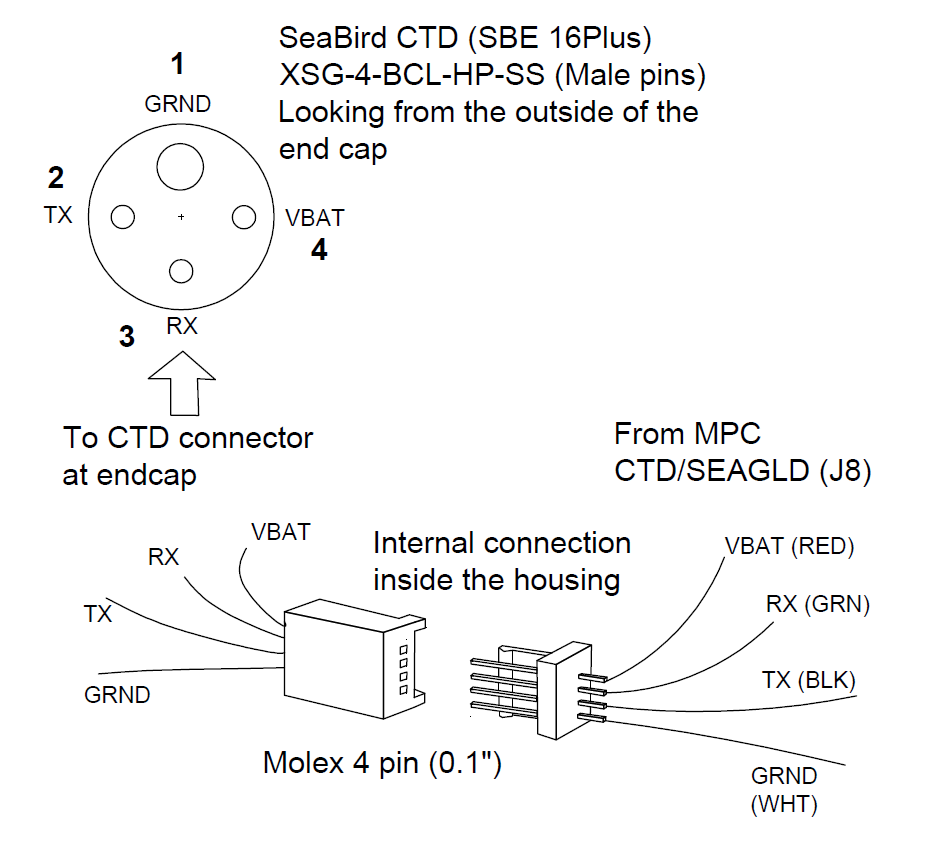 SeaBird CTD (SBE 16Plus)
XSG-4-BCL-HP-SS (Male pins)
Looking from the outside of the
end cap
1
GRND
2
TX
VBAT
4
3
RX
To CTD connector
at endcap
From MPC
CTD/SEAGLD (J8)
VBAT
RX
TX
GRND
Internal connection
inside the housing
VBAT (RED)
RX (GRN)
TX (BLK)
GRND
(WHT)
Molex 4 pin (0.1")